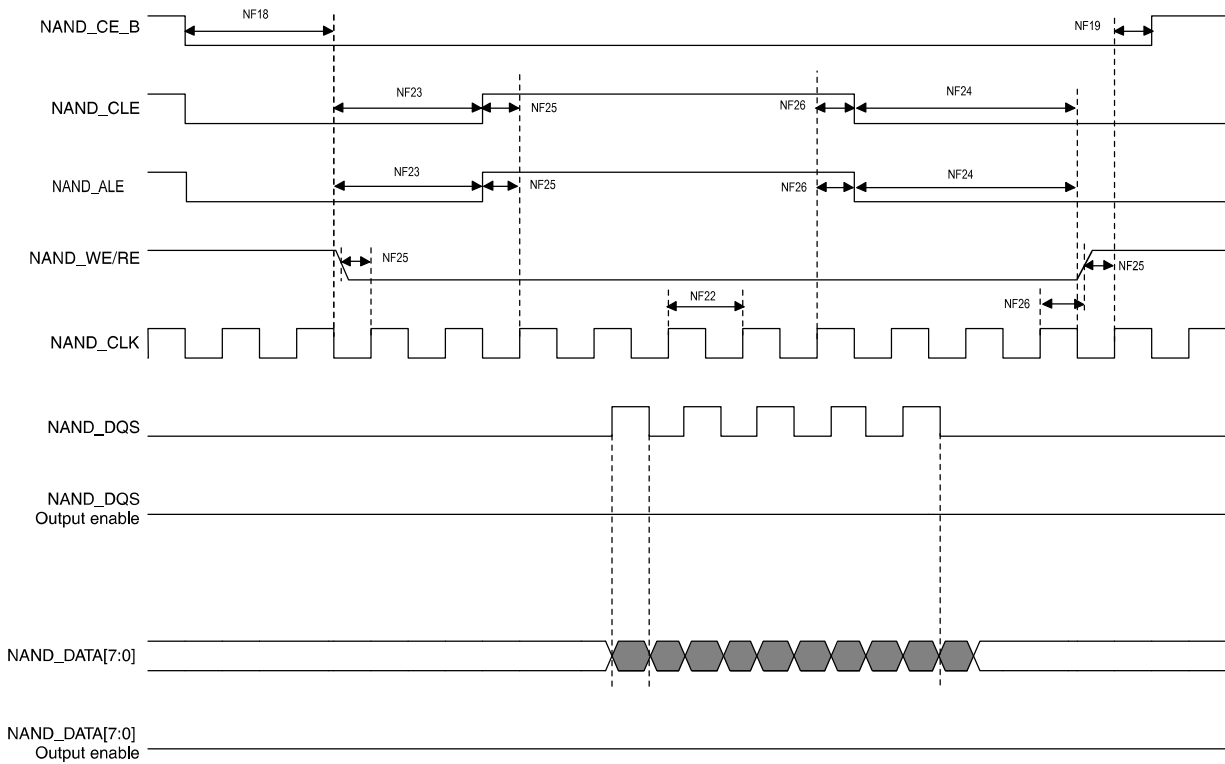 NF18
NAND_CE_B
NF19
NF23
NF25
NF26
NF24
NAND_CLE
NF23
NF25
NF26
NF24
NAND_ALE
NAND_WE/RE
NF25
NF25
NF22
NF26
NAND_CLK
NAND_DQS
NAND_DQS
Output enable
NAND_DATA[7:0]
NAND_DATA[7:0]
Output enable